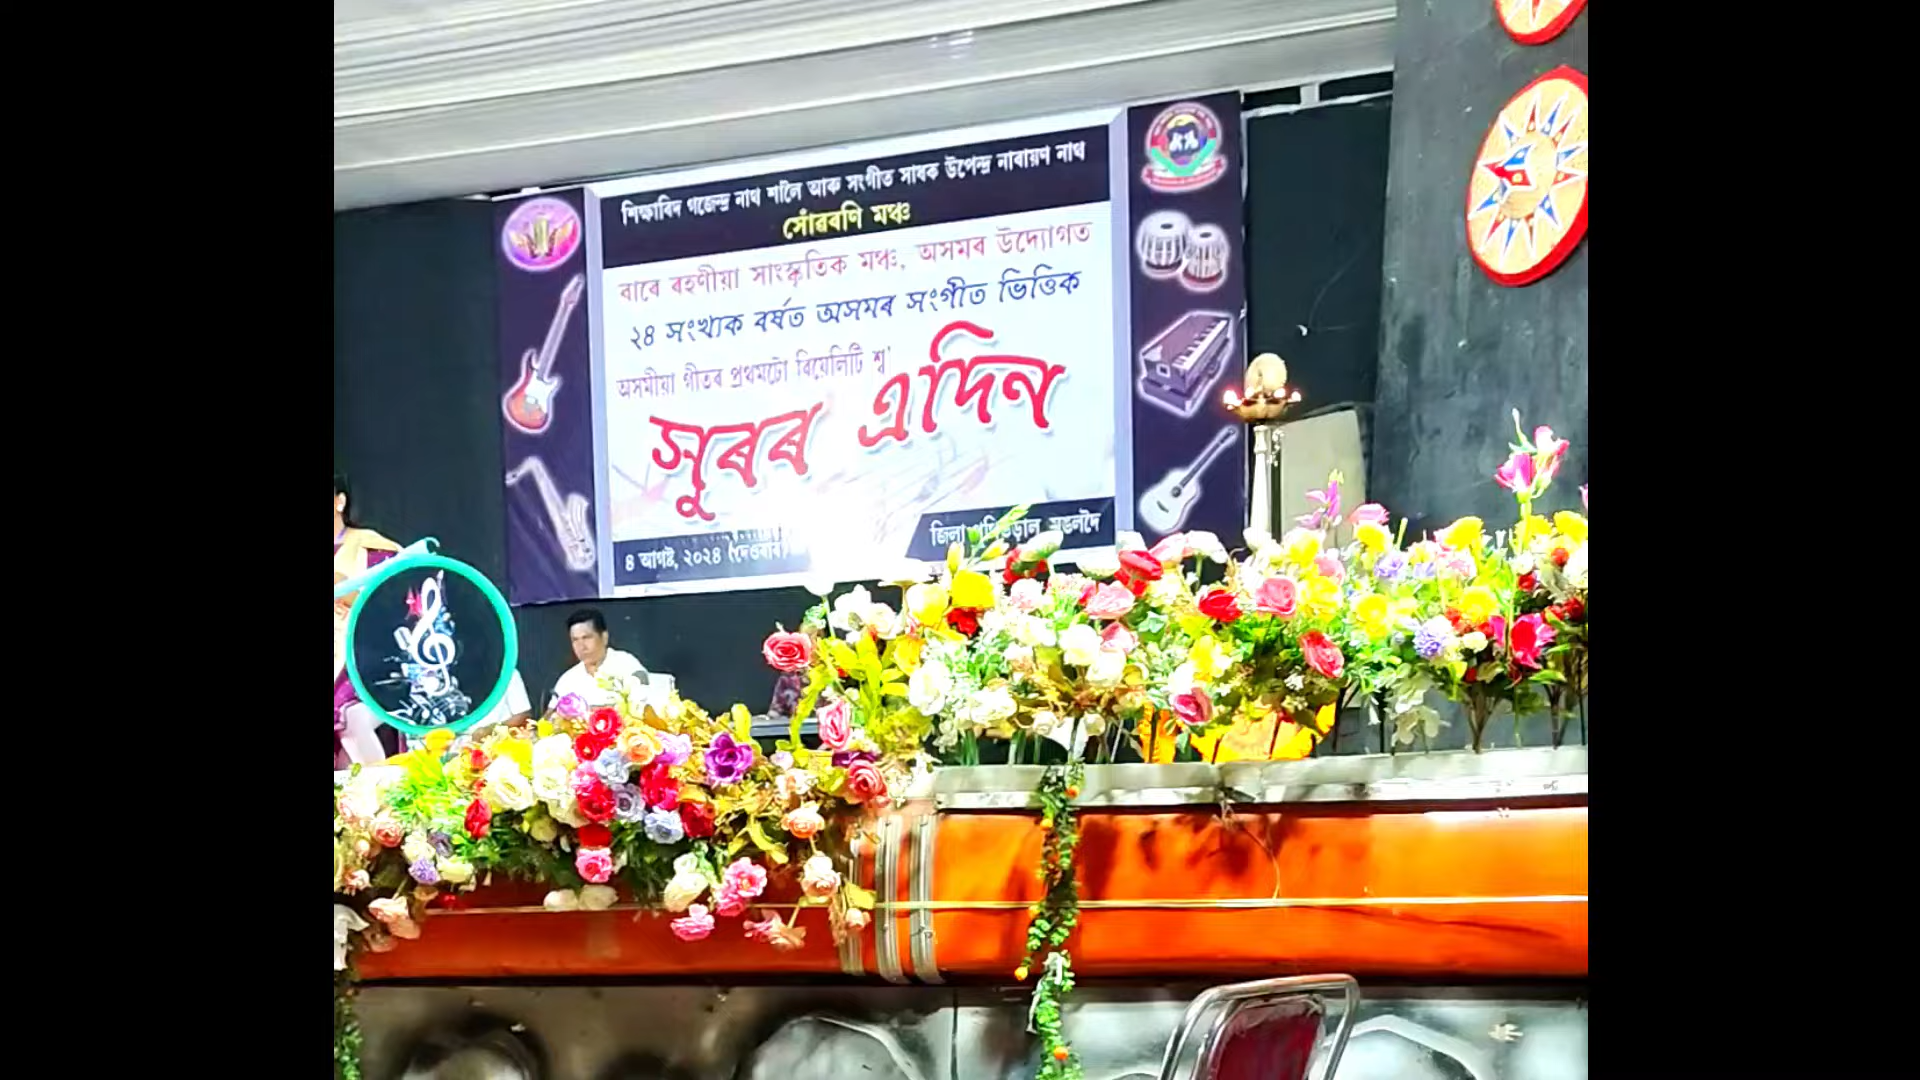 শিক্ষাবিদ গজেন্দ্ৰ নাথ শালৈ আৰু সংগীত সাধক উপেন্দ্ৰ নাৰায়ণ নাথ
সোঁৱৰণি মঞ্চ
বাৰে ৰহণীয়া সাংস্কৃতিক মঞ্চ, অসমৰ উদ্যোগত
২৪ সংখ্যক বৰ্ষত অসমৰ সংগীত ভিত্তিক
অসমীয়া গীতৰ প্ৰথমটো ৰিয়েলিটি শ্ব'
সুৰৰ এদিন
৪ আগষ্ট, ২০২৪ (দেওবাৰ)
জিলা